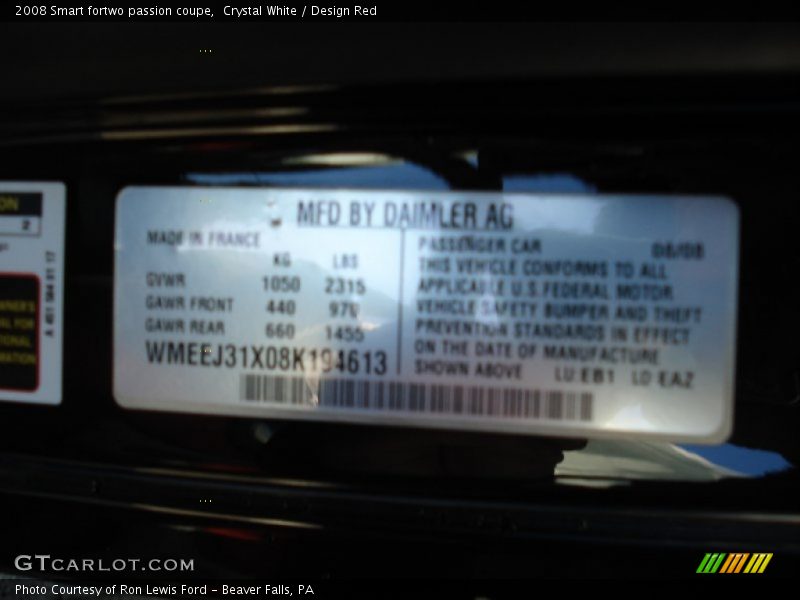 2008 Smart fortwo passion coupe, Crystal White / Design Red
MFD BY DAIMLER AG
MADE IN FRANCE
KG LBS
GVWR 1050 2315
GAWR FRONT 440 970
GAWR REAR 660 1455
WMEEJ31X08K194613
PASSENGER CAR 08/08
THIS VEHICLE CONFORMS TO ALL
APPLICABLE U.S. FEDERAL MOTOR
VEHICLE SAFETY BUMPER AND THEFT
PREVENTION STANDARDS IN EFFECT
ON THE DATE OF MANUFACTURE
SHOWN ABOVE LU:EB1 LO:EAZ
2
GTCARLOT.COM
Photo Courtesy of Ron Lewis Ford - Beaver Falls, PA